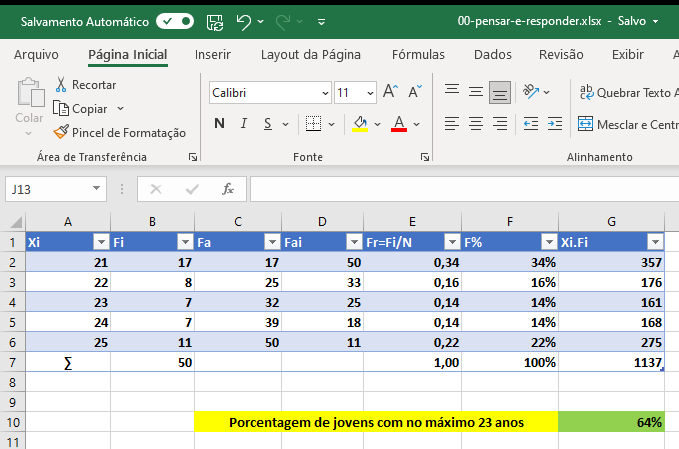 Salvamento Automático
00-pensar-e-responder.xlsx - Salvo
Arquivo Página Inicial Inserir Layout da Página Fórmulas Dados Revisão Exibir A
Colar
Recortar
Copiar
Pincel de Formatação
Área de Transferência
Calibri 11 A A
N I S A
Fonte
ab Quebrar Texto A
Mesclar e Centr
Alinhamento
J13 fx
A B C D E F G
1 Xi Fi Fa Fai Fr=Fi/N F% Xi.Fi
2 21 17 17 50 0,34 34% 357
3 22 8 25 33 0,16 16% 176
4 23 7 32 25 0,14 14% 161
5 24 7 39 18 0,14 14% 168
6 25 11 50 11 0,22 22% 275
7 ∑ 50 1,00 100% 1137
8
9
10 Porcentagem de jovens com no máximo 23 anos 64%
11